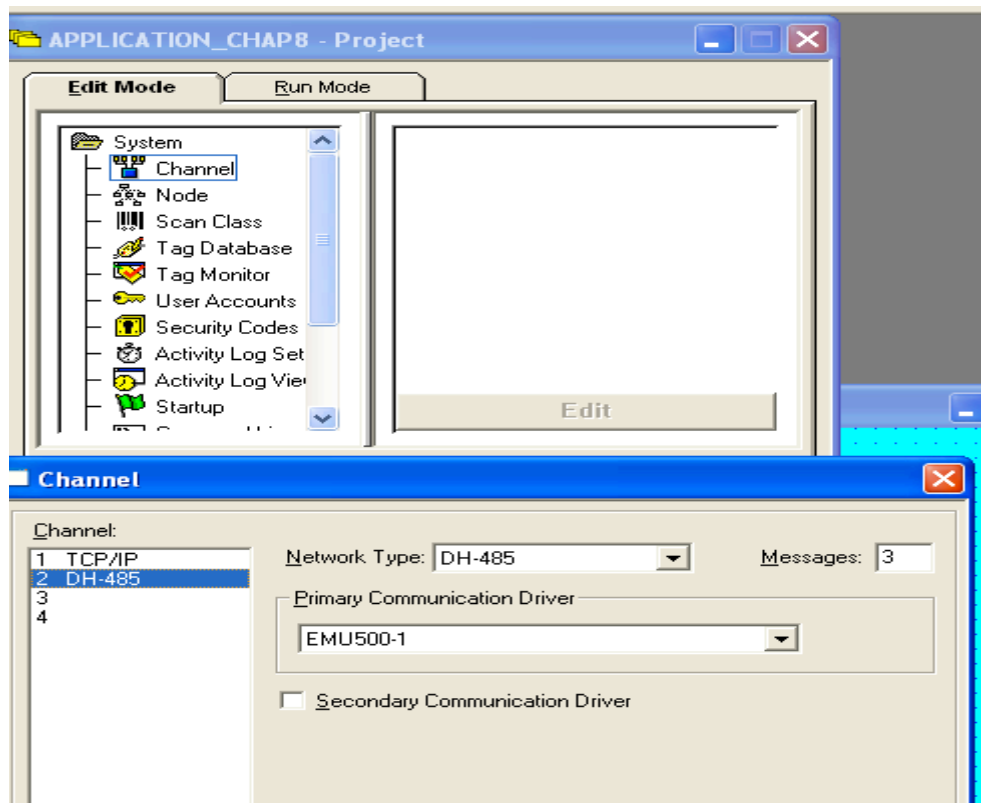 APPLICATION_CHAP8 - Project
Edit Mode Run Mode
System
Channel
Node
Scan Class
Tag Database
Tag Monitor
User Accounts
Security Codes
Activity Log Set
Activity Log Vie
Startup
Edit
Channel
Channel:
1 TCP/IP
2 DH-485
3
4
Network Type: DH-485 Messages: 3
Primary Communication Driver
EMU500-1
Secondary Communication Driver